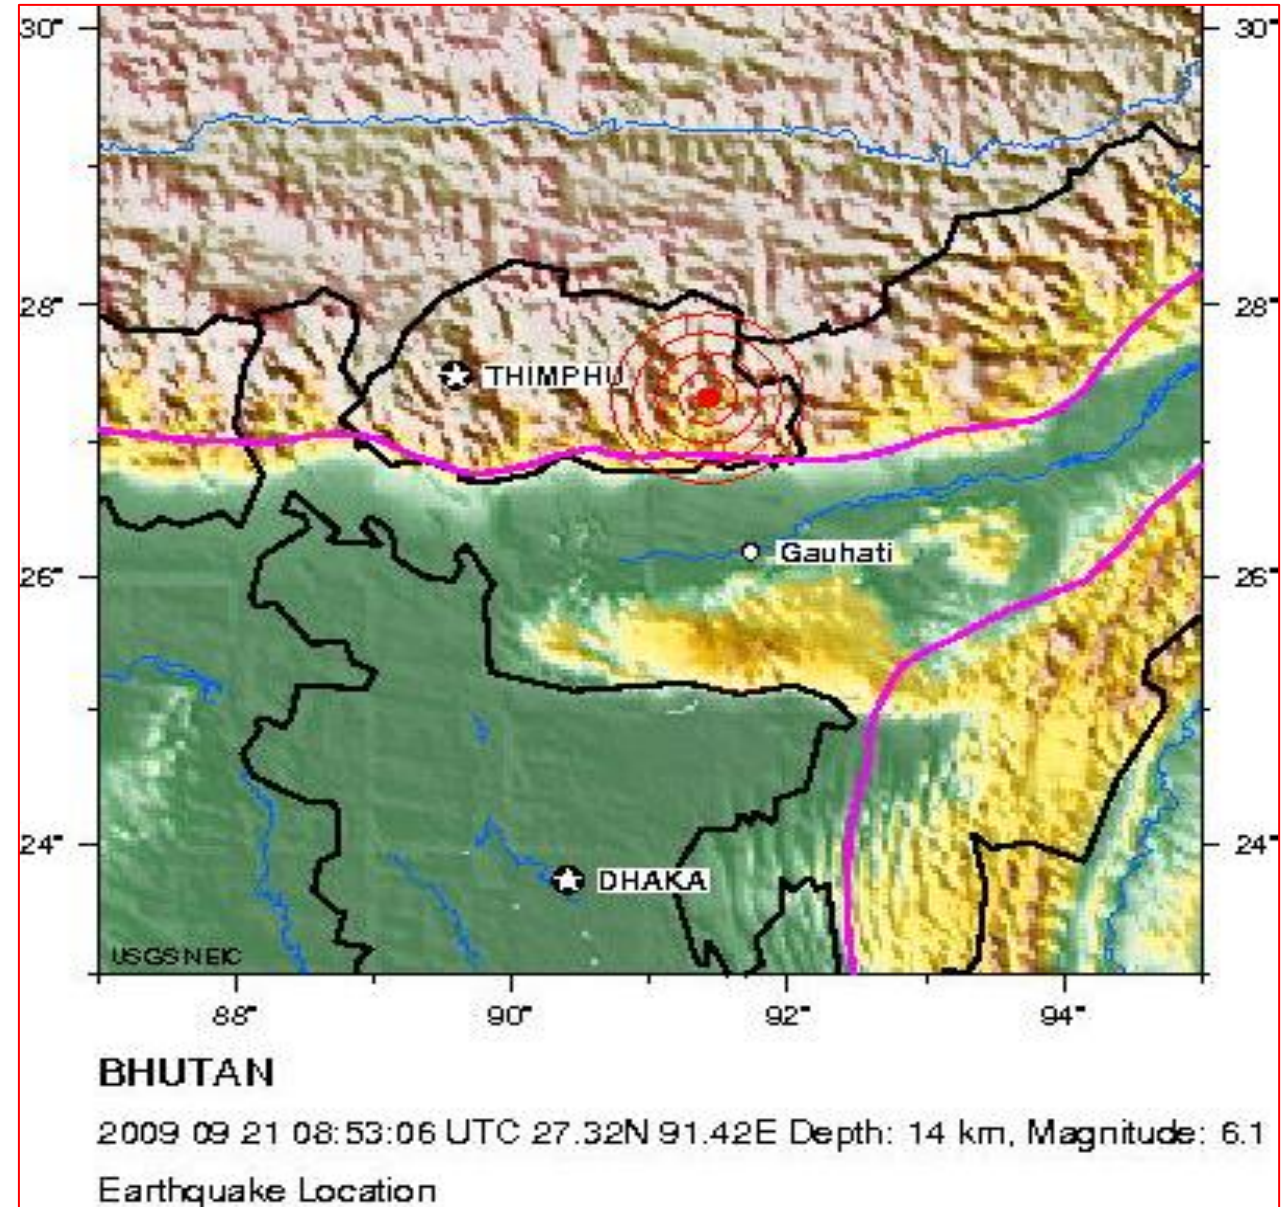 30° 30°
28° 28°
THIMPHU
Gauhati
26° 26°
24° 24°
DHAKA
USGS NEIC
88° 90° 92° 94°
BHUTAN
2009 09 21 08:53:06 UTC 27.32N 91.42E Depth: 14 km, Magnitude: 6.1
Earthquake Location